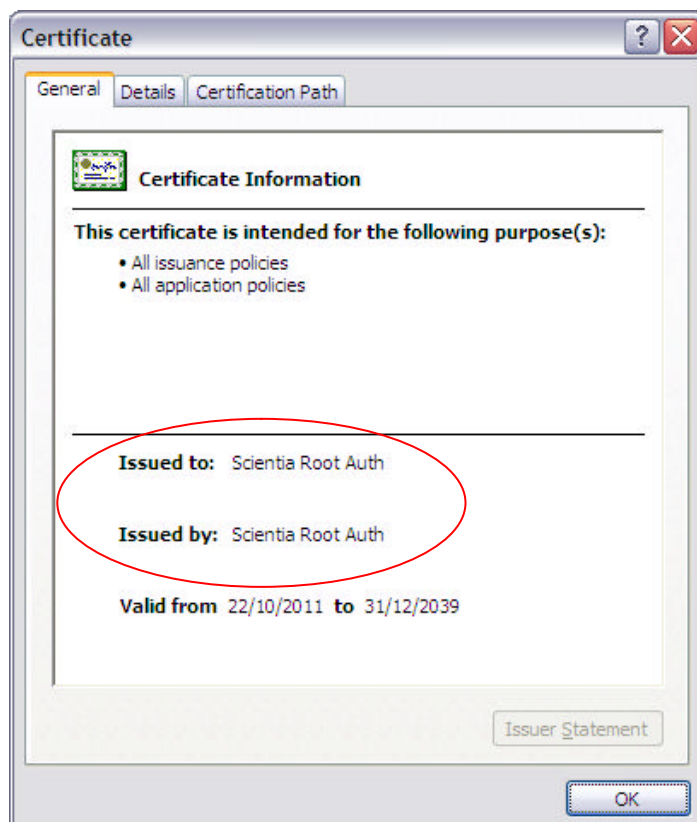 Certificate
General Details Certification Path
Certificate Information
This certificate is intended for the following purpose(s):
• All issuance policies
• All application policies
Issued to: Scientia Root Auth
Issued by: Scientia Root Auth
Valid from 22/10/2011 to 31/12/2039
Issuer Statement
OK